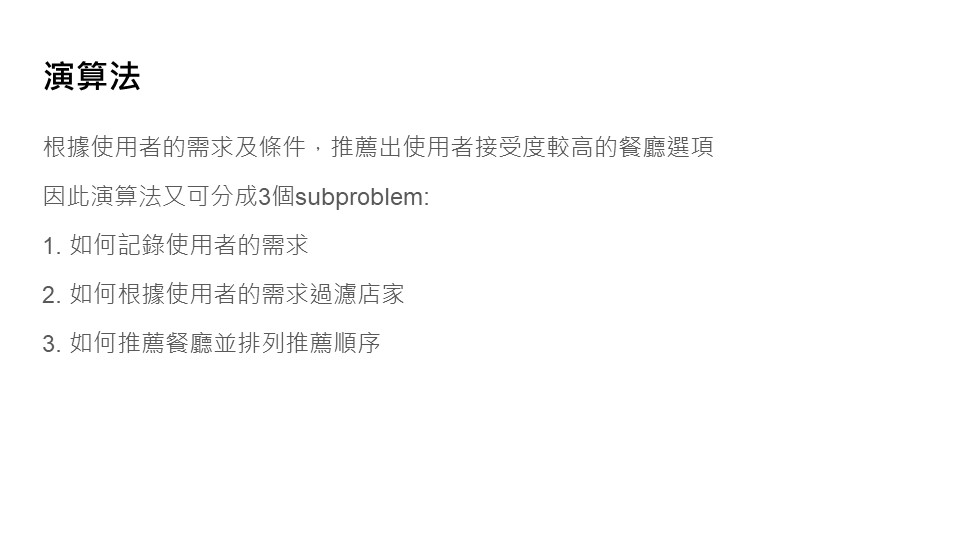 演算法
根據使用者的需求及條件，推薦出使用者接受度較高的餐廳選項
因此演算法又可分成3個subproblem:
1. 如何記錄使用者的需求
2. 如何根據使用者的需求過濾店家
3. 如何推薦餐廳並排列推薦順序